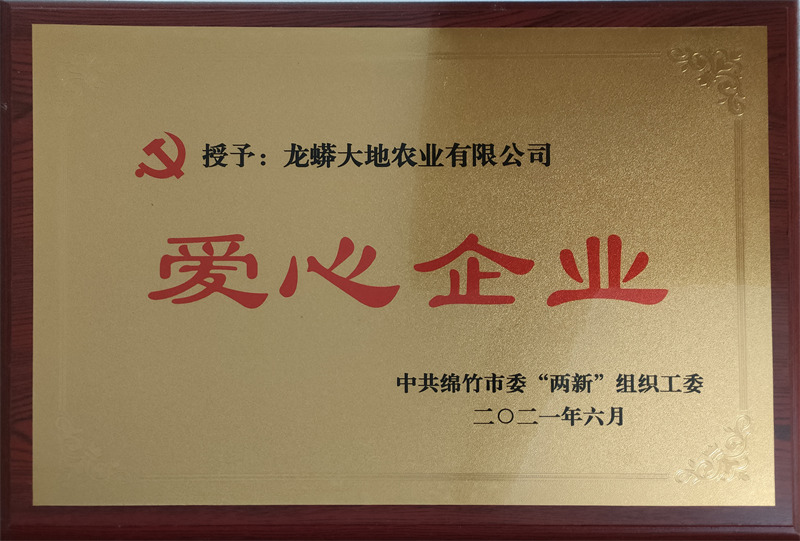 授予：龙蟒大地农业有限公司
爱心企业
中共绵竹市委“两新”组织工委
二〇二一年六月